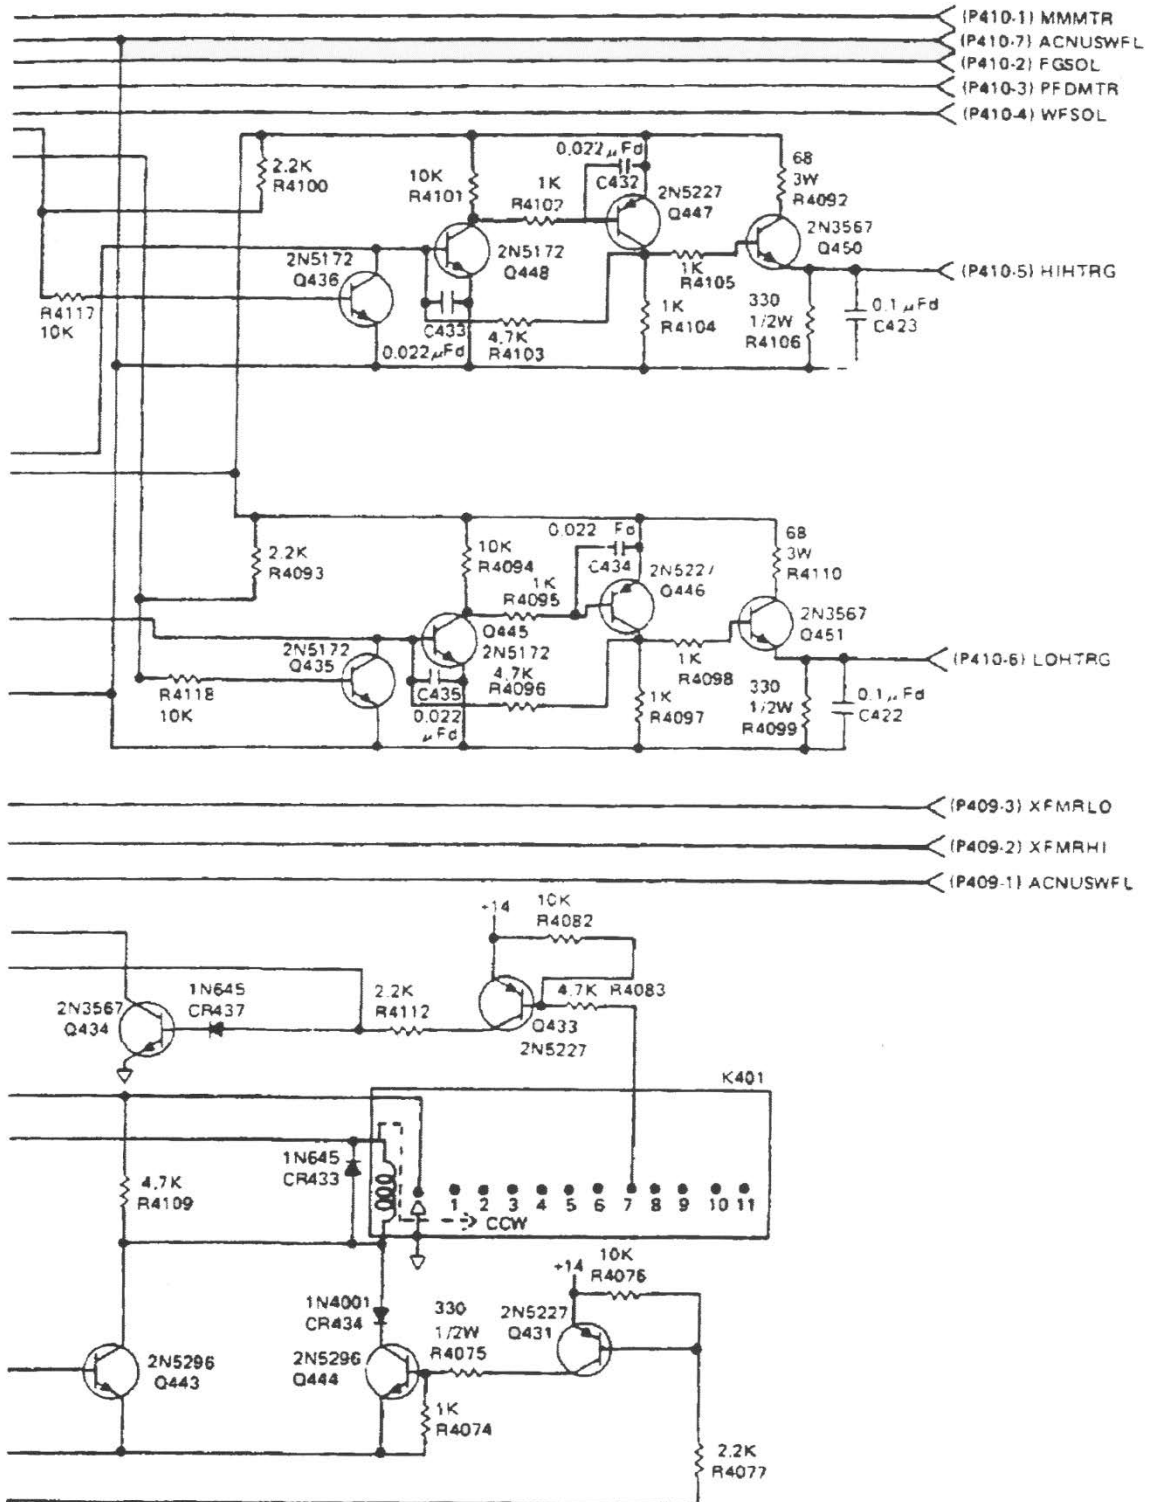 (P410-1) MMMTR
(P410-7) ACNUSWFL
(P410-2) FGSOL
(P410-3) PFDMTR
(P410-4) WFSOL
2.2K
R4100
10K
R4101
1K
R4102
0.022µFd
C432
2N5227
Q447
68
3W
R4092
2N3567
Q450
2N5172
Q436
2N5172
Q448
1K
R4105
(P410-5) HIHTRG
R4117
10K
C433
0.022µFd
4.7K
R4103
1K
R4104
330
1/2W
R4106
0.1µFd
C423
2.2K
R4093
10K
R4094
1K
R4095
0.022 Fd
C434
2N522/
Q446
68
3W
R4110
2N3567
Q451
2N5172
Q435
Q445
2N5172
4.7K
R4096
1K
R4098
(P410-6) LOHTRG
R4118
10K
C435
0.022
µFd
1K
R4097
330
1/2W
R4099
0.1µFd
C422
(P409-3) XFMRLO
(P409-2) XFMRHI
(P409-1) ACNUSWFL
+14
10K
R4082
2N3567
Q434
1N645
CR437
2.2K
R4112
4.7K R4083
Q433
2N5227
K401
1N645
CR433
4.7K
R4109
1 2 3 4 5 6 7 8 9 10 11
CCW
+14
10K
R4076
1N4001
CR434
330
1/2W
R4075
2N5227
Q431
2N5296
Q443
2N5296
Q444
1K
R4074
2.2K
R4077